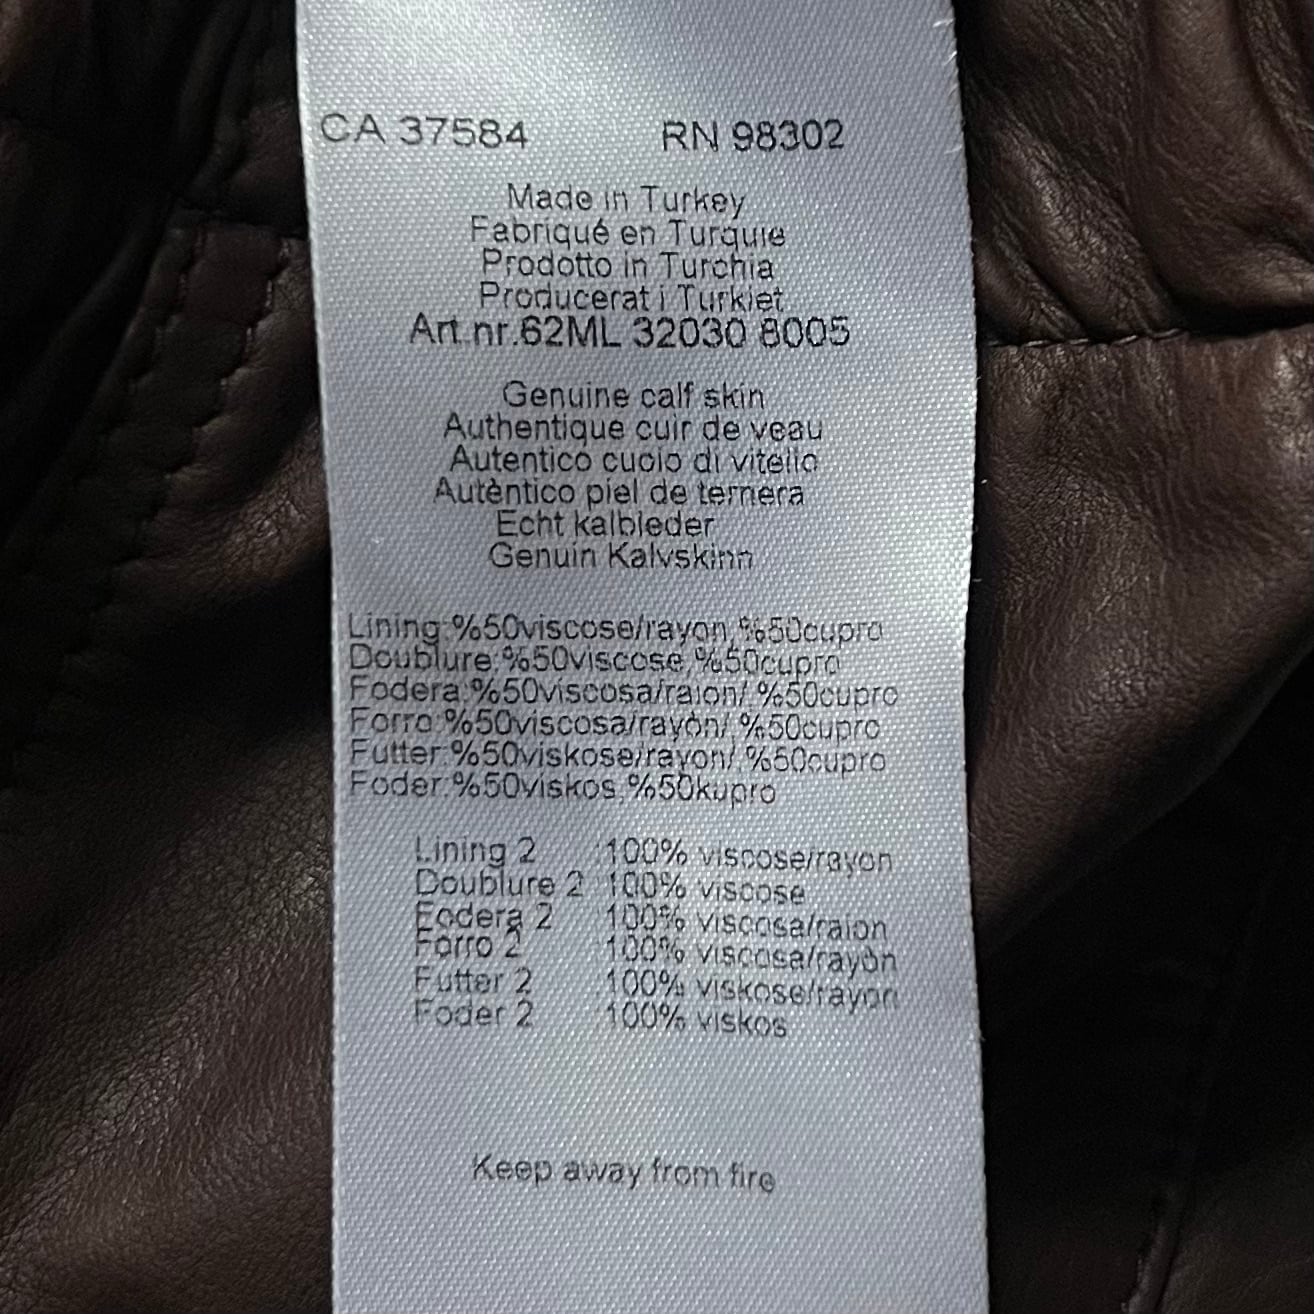 CA 37584 RN 98302
Made in Turkey
Fabriqué en Turquie
Prodotto in Turchia
Producerat i Turkiet
Art.nr.62ML 32030 8005
Genuine calf skin
Authentique cuir de veau
Autentico cuoio di vitello
Autèntico piel de ternera
Echt kalbleder
Genuin Kalvskinn
Lining:%50viscose/rayon,%50cupro
Doublure:%50viscose,%50cupro
Fodera:%50viscosa/raion/,%50cupro
Forro:%50viscosa/rayòn/,%50cupro
Futter:%50viskose/rayon/,%50cupro
Foder:%50viskos,%50kupro
Lining 2 :100% viscose/rayon
Doublure 2 :100% viscose
Fodera 2 :100% viscosa/raion
Forro 2 :100% viscosa/rayòn
Futter 2 :100% viskose/rayon
Foder 2 :100% viskos
Keep away from fire